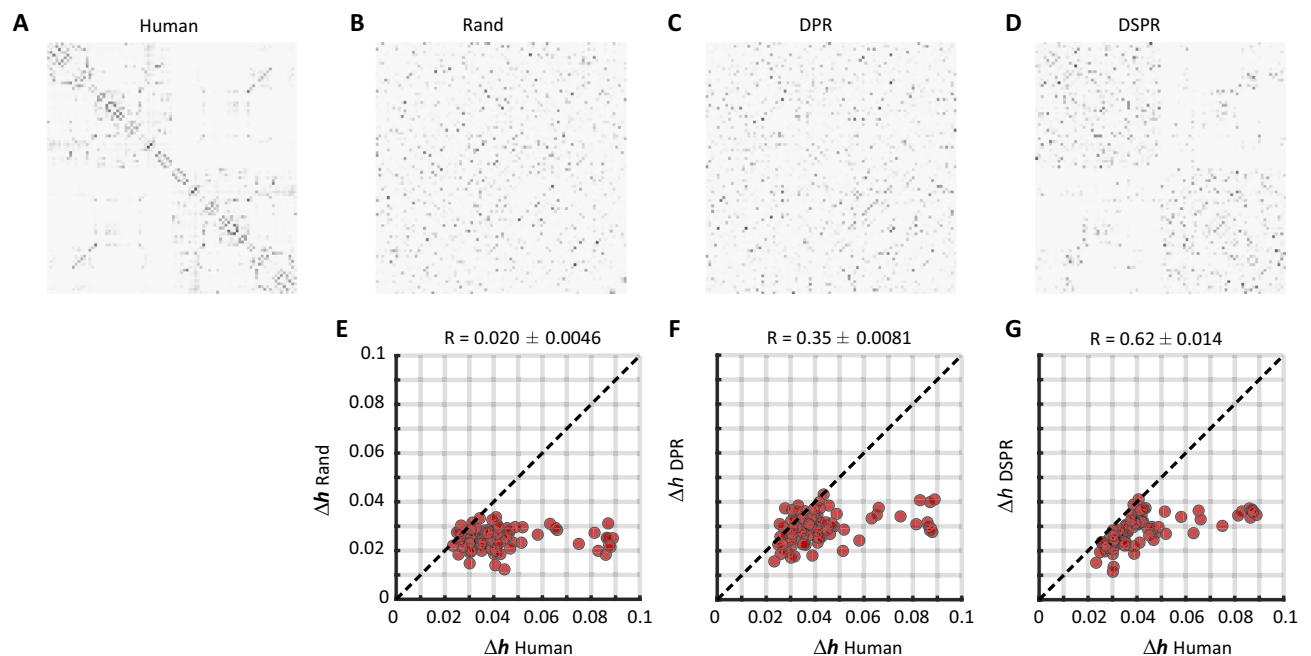 A Human B Rand C DPR D DSPR
E F G
R = 0.020 ± 0.0046 R = 0.35 ± 0.0081 R = 0.62 ± 0.014
0.1
0.08
0.06
0.04
0.02
0
Δh Rand
Δh DPR
Δh DSPR
0 0.02 0.04 0.06 0.08 0.1 0 0.02 0.04 0.06 0.08 0.1 0 0.02 0.04 0.06 0.08 0.1
Δh Human Δh Human Δh Human